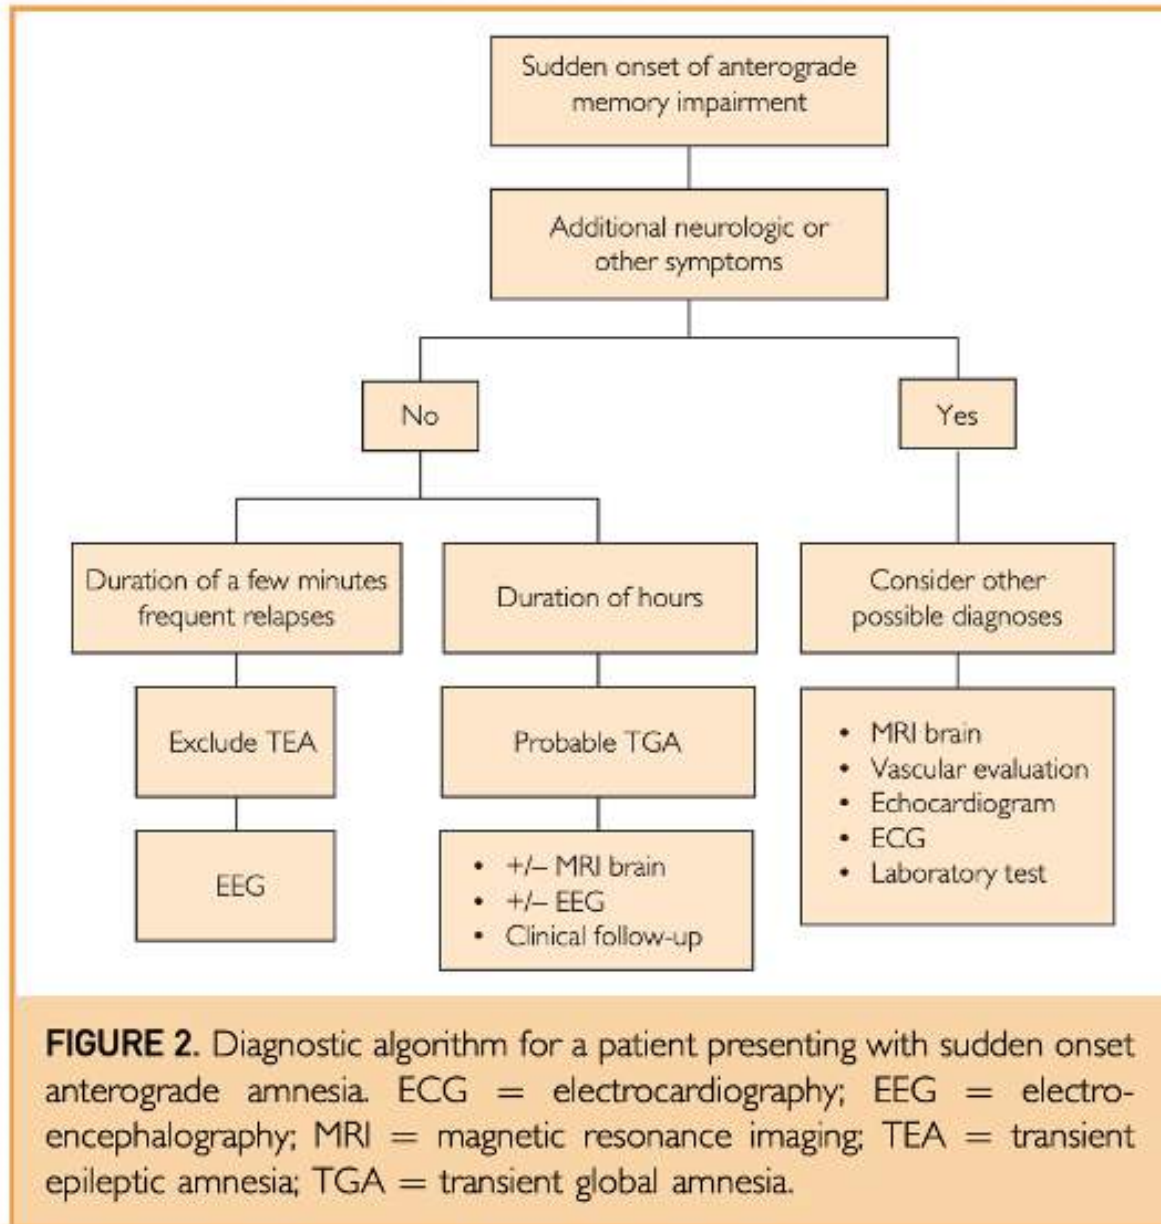 Sudden onset of anterograde
memory impairment
Additional neurologic or
other symptoms
No
Yes
Duration of a few minutes
frequent relapses
Duration of hours
Consider other
possible diagnoses
Exclude TEA
Probable TGA
• MRI brain
• Vascular evaluation
• Echocardiogram
• ECG
• Laboratory test
EEG
• +/– MRI brain
• +/– EEG
• Clinical follow-up
FIGURE 2. Diagnostic algorithm for a patient presenting with sudden onset
anterograde amnesia. ECG = electrocardiography; EEG = electro-
encephalography; MRI = magnetic resonance imaging; TEA = transient
epileptic amnesia; TGA = transient global amnesia.